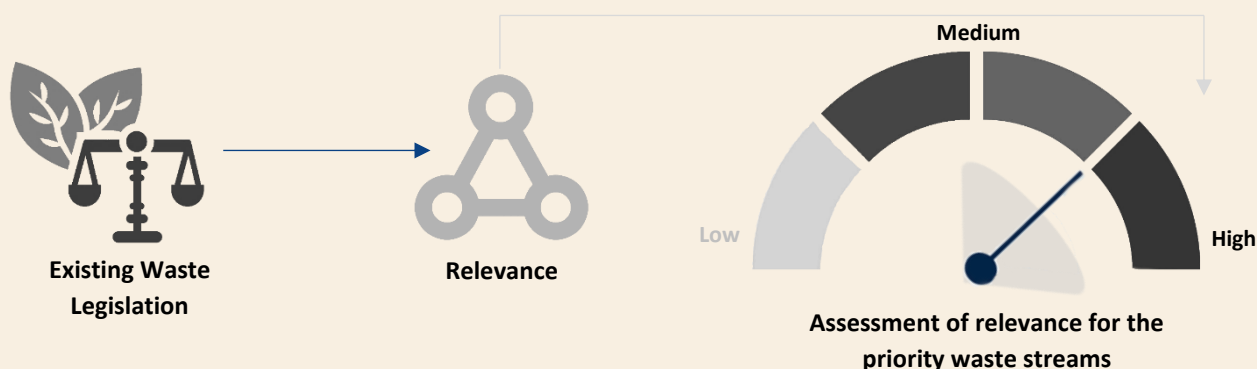 Medium
Low
High
Existing Waste
Legislation
Relevance
Assessment of relevance for the
priority waste streams